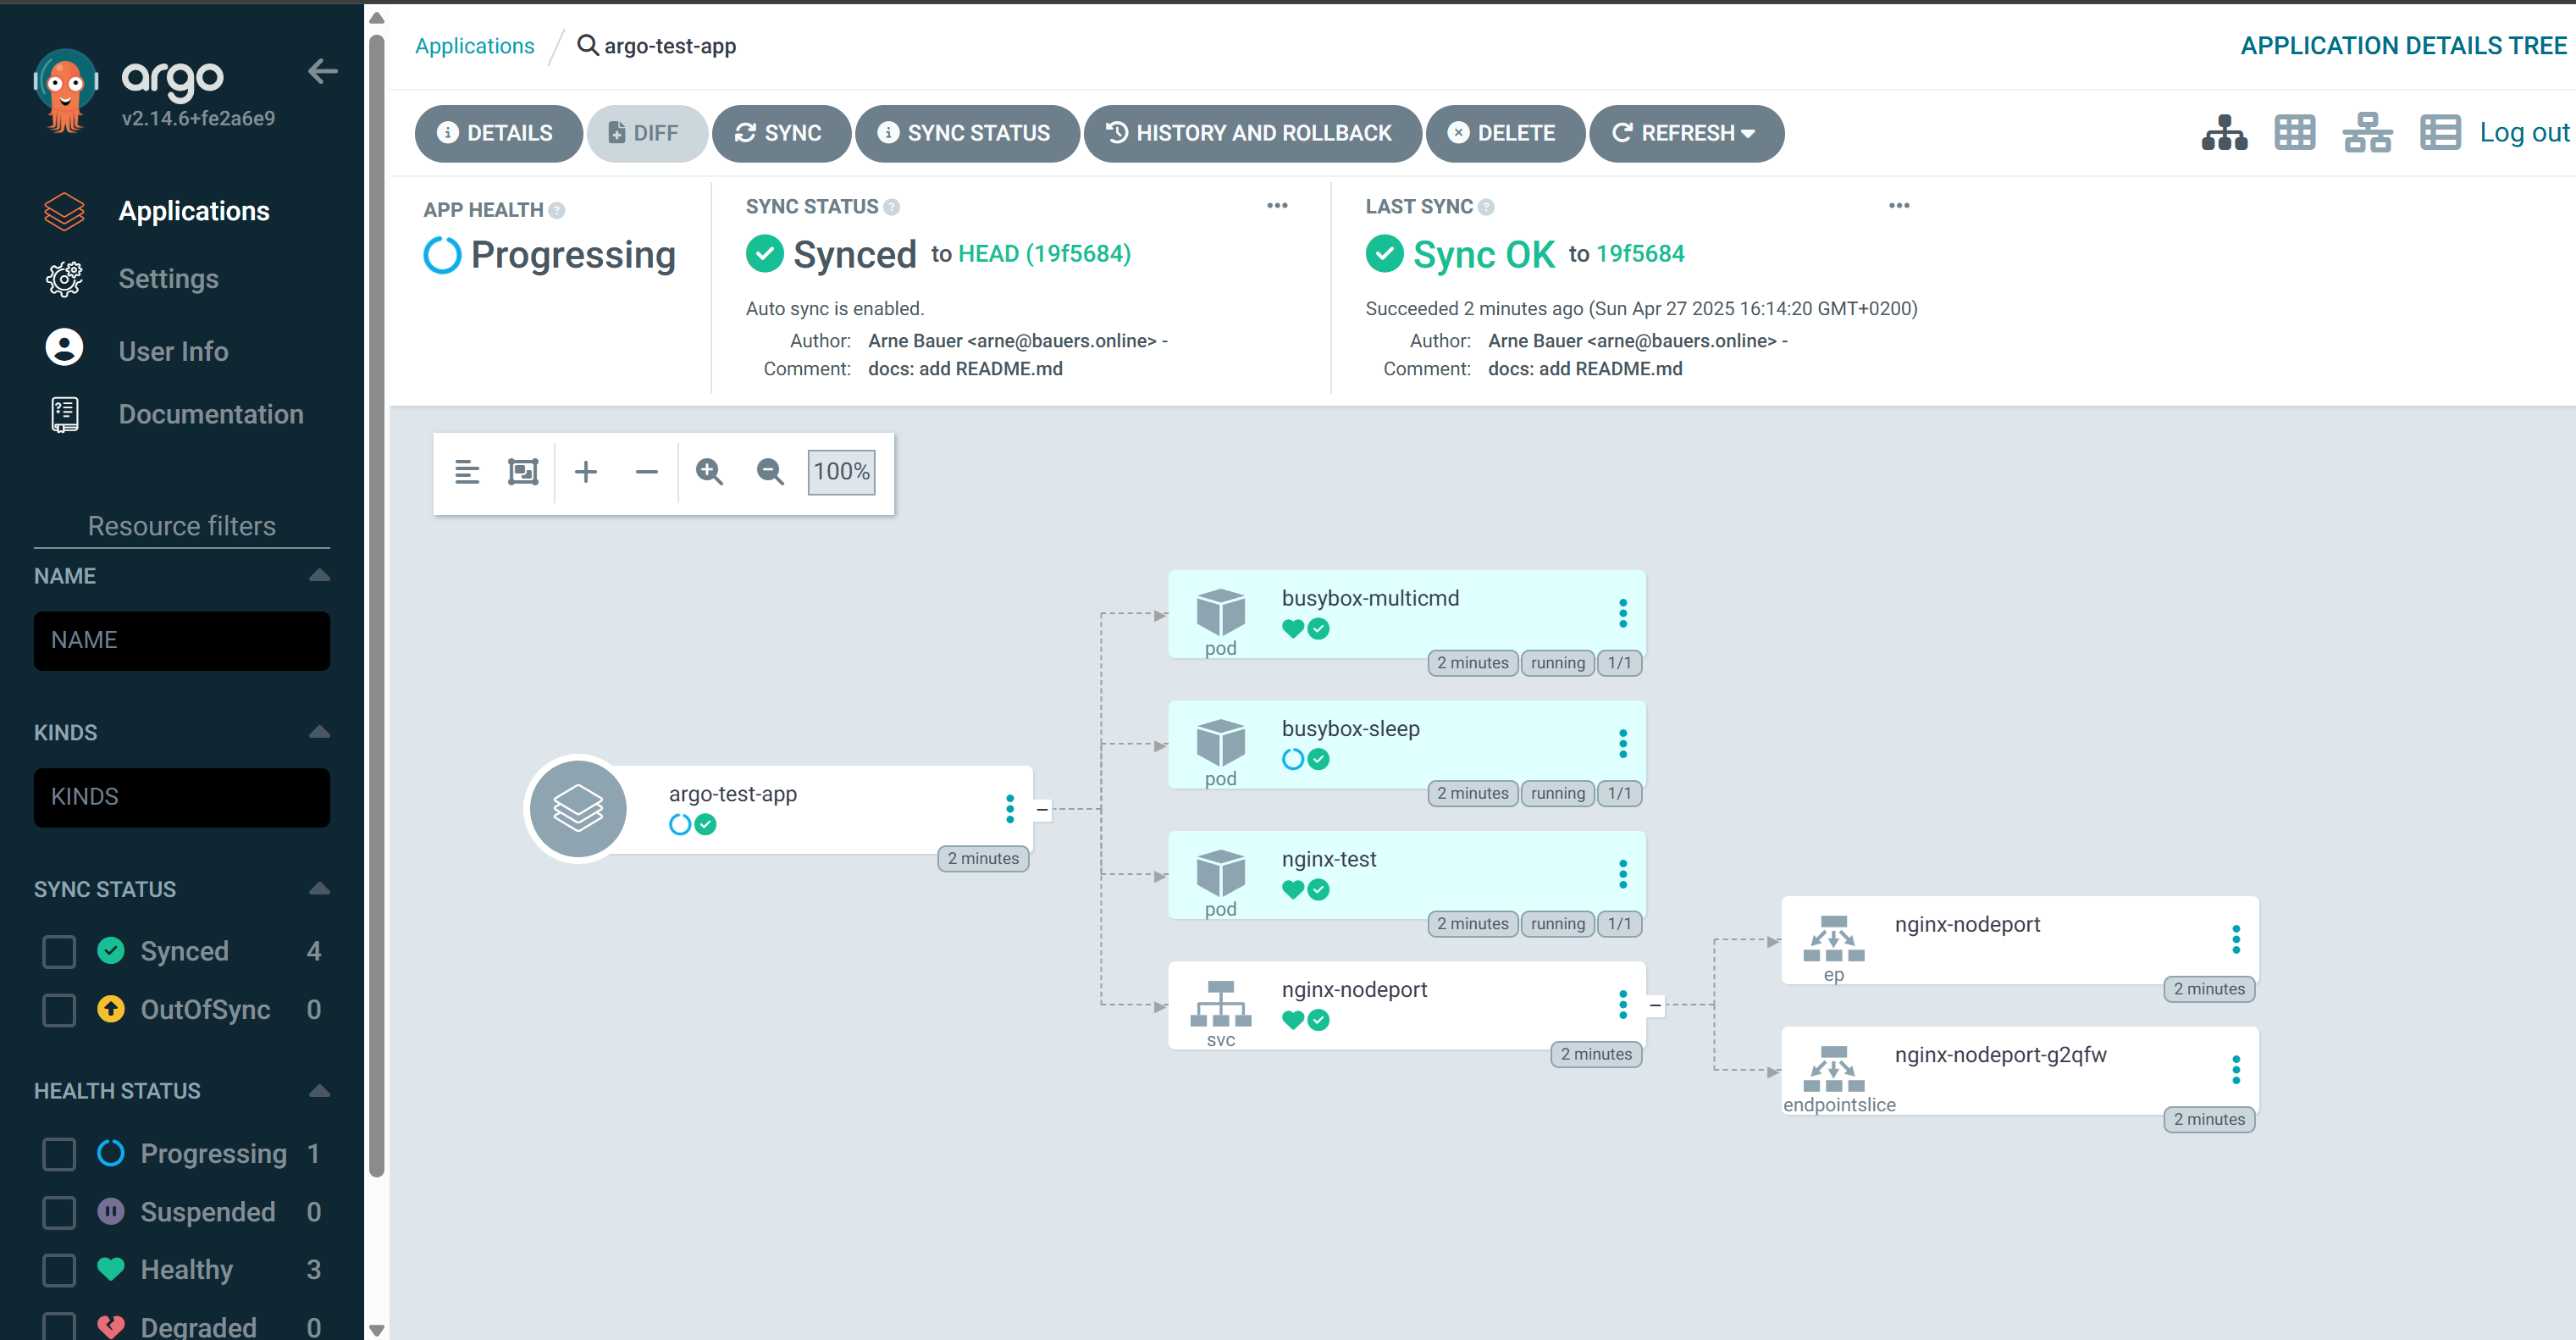 argo
v2.14.6+fe2a6e9
Applications
Settings
User Info
Documentation
Resource filters
NAME
NAME
KINDS
KINDS
SYNC STATUS
Synced 4
OutOfSync 0
HEALTH STATUS
Progressing 1
Suspended 0
Healthy 3
Degraded 0
Applications / argo-test-app
APPLICATION DETAILS TREE
DETAILS
DIFF
SYNC
SYNC STATUS
HISTORY AND ROLLBACK
DELETE
REFRESH
Log out
APP HEALTH
Progressing
SYNC STATUS
Synced to HEAD (19f5684)
Auto sync is enabled.
Author: Arne Bauer <arne@bauers.online> -
Comment: docs: add README.md
LAST SYNC
Sync OK to 19f5684
Succeeded 2 minutes ago (Sun Apr 27 2025 16:14:20 GMT+0200)
Author: Arne Bauer <arne@bauers.online> -
Comment: docs: add README.md
100%
argo-test-app
2 minutes
busybox-multicmd
pod
2 minutes running 1/1
busybox-sleep
pod
2 minutes running 1/1
nginx-test
pod
2 minutes running 1/1
nginx-nodeport
svc
2 minutes
nginx-nodeport
ep
2 minutes
nginx-nodeport-g2qfw
endpointslice
2 minutes